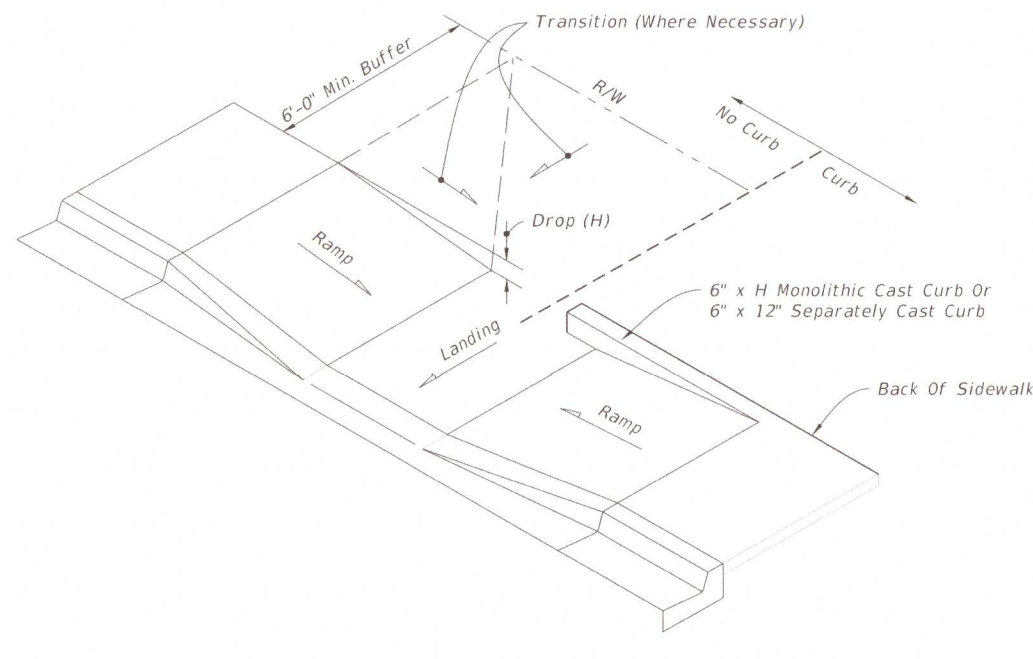 Transition (Where Necessary)
6'-0" Min. Buffer
R/W
No Curb
Curb
Drop (H)
Ramp
6" x H Monolithic Cast Curb Or
6" x 12" Separately Cast Curb
Landing
Back Of Sidewalk
Ramp